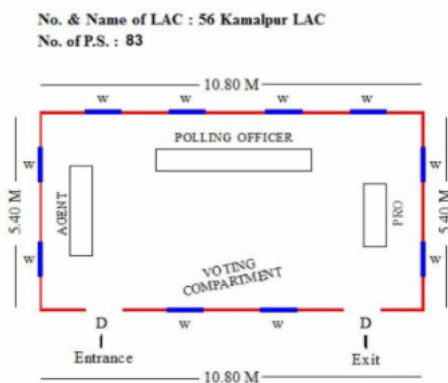 No. & Name of LAC : 56 Kamalpur LAC
No. of P.S. : 83
10.80 M
W W W W
POLLING OFFICER
W W
AGENT
PRO
5.40 M
5.40 M
VOTING
COMPARTMENT
W W
D W W D
Entrance Exit
10.80 M